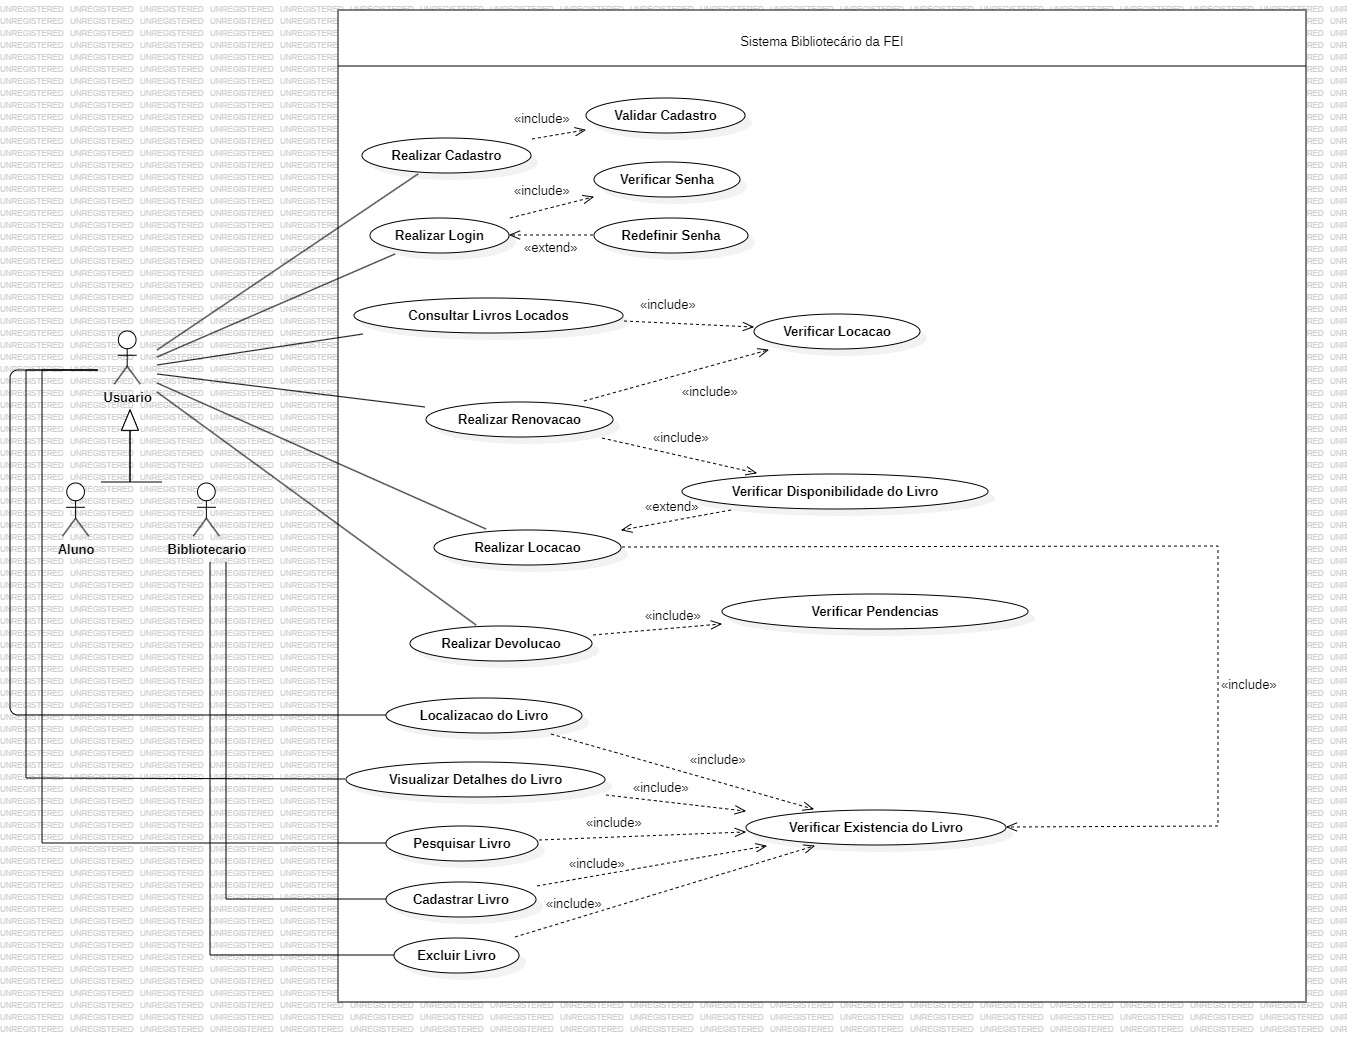 Sistema Bibliotecário da FEI
«include»
Validar Cadastro
Realizar Cadastro
«include»
Verificar Senha
Realizar Login
Redefinir Senha
«extend»
Consultar Livros Locados
«include»
Verificar Locacao
Usuario
«include»
Realizar Renovacao
«include»
Verificar Disponibilidade do Livro
«extend»
Aluno
Bibliotecario
Realizar Locacao
Verificar Pendencias
«include»
Realizar Devolucao
«include»
Localizacao do Livro
«include»
Visualizar Detalhes do Livro
«include»
«include»
Verificar Existencia do Livro
Pesquisar Livro
«include»
Cadastrar Livro
«include»
Excluir Livro
UNREGISTERED